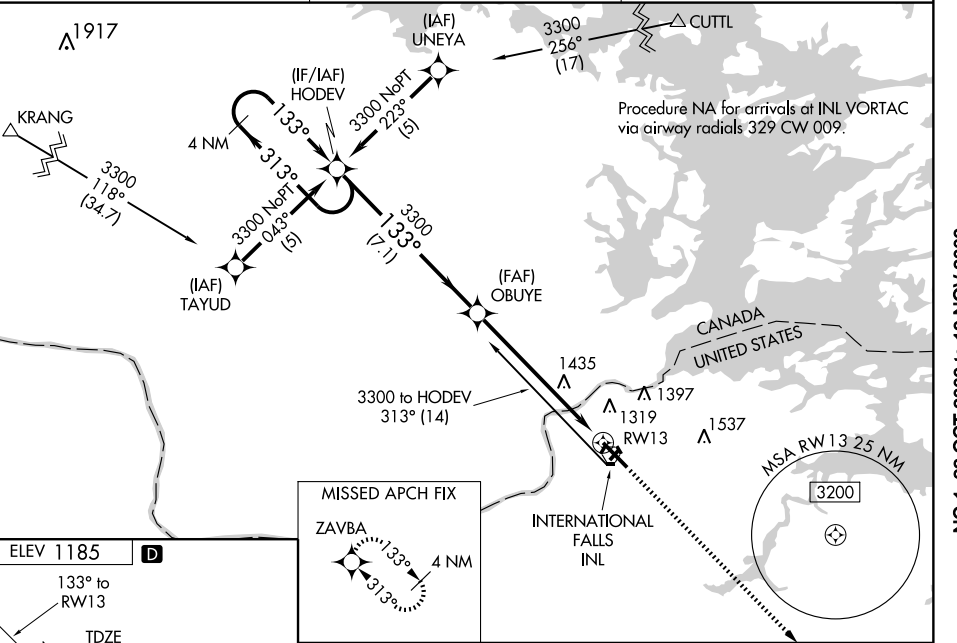 1917
(IAF)
UNEYA
3300
256°
(17)
CUTTL
(IF/IAF)
HODEV
3300 NoPT
223°
(5)
Procedure NA for arrivals at INL VORTAC
via airway radials 329 CW 009.
KRANG
4 NM
133°
313°
3300
118°
(34.7)
3300 NoPT
043°
(5)
3300
133°
(7.1)
(IAF)
TAYUD
(FAF)
OBUYE
CANADA
UNITED STATES
1435
3300 to HODEV
313° (14)
1397
1319
RW13
1537
MSA RW13 25 NM
3200
MISSED APCH FIX
ZAVBA
133°
313°
4 NM
INTERNATIONAL
FALLS
INL
ELEV 1185
D
133° to
RW13
TDZE